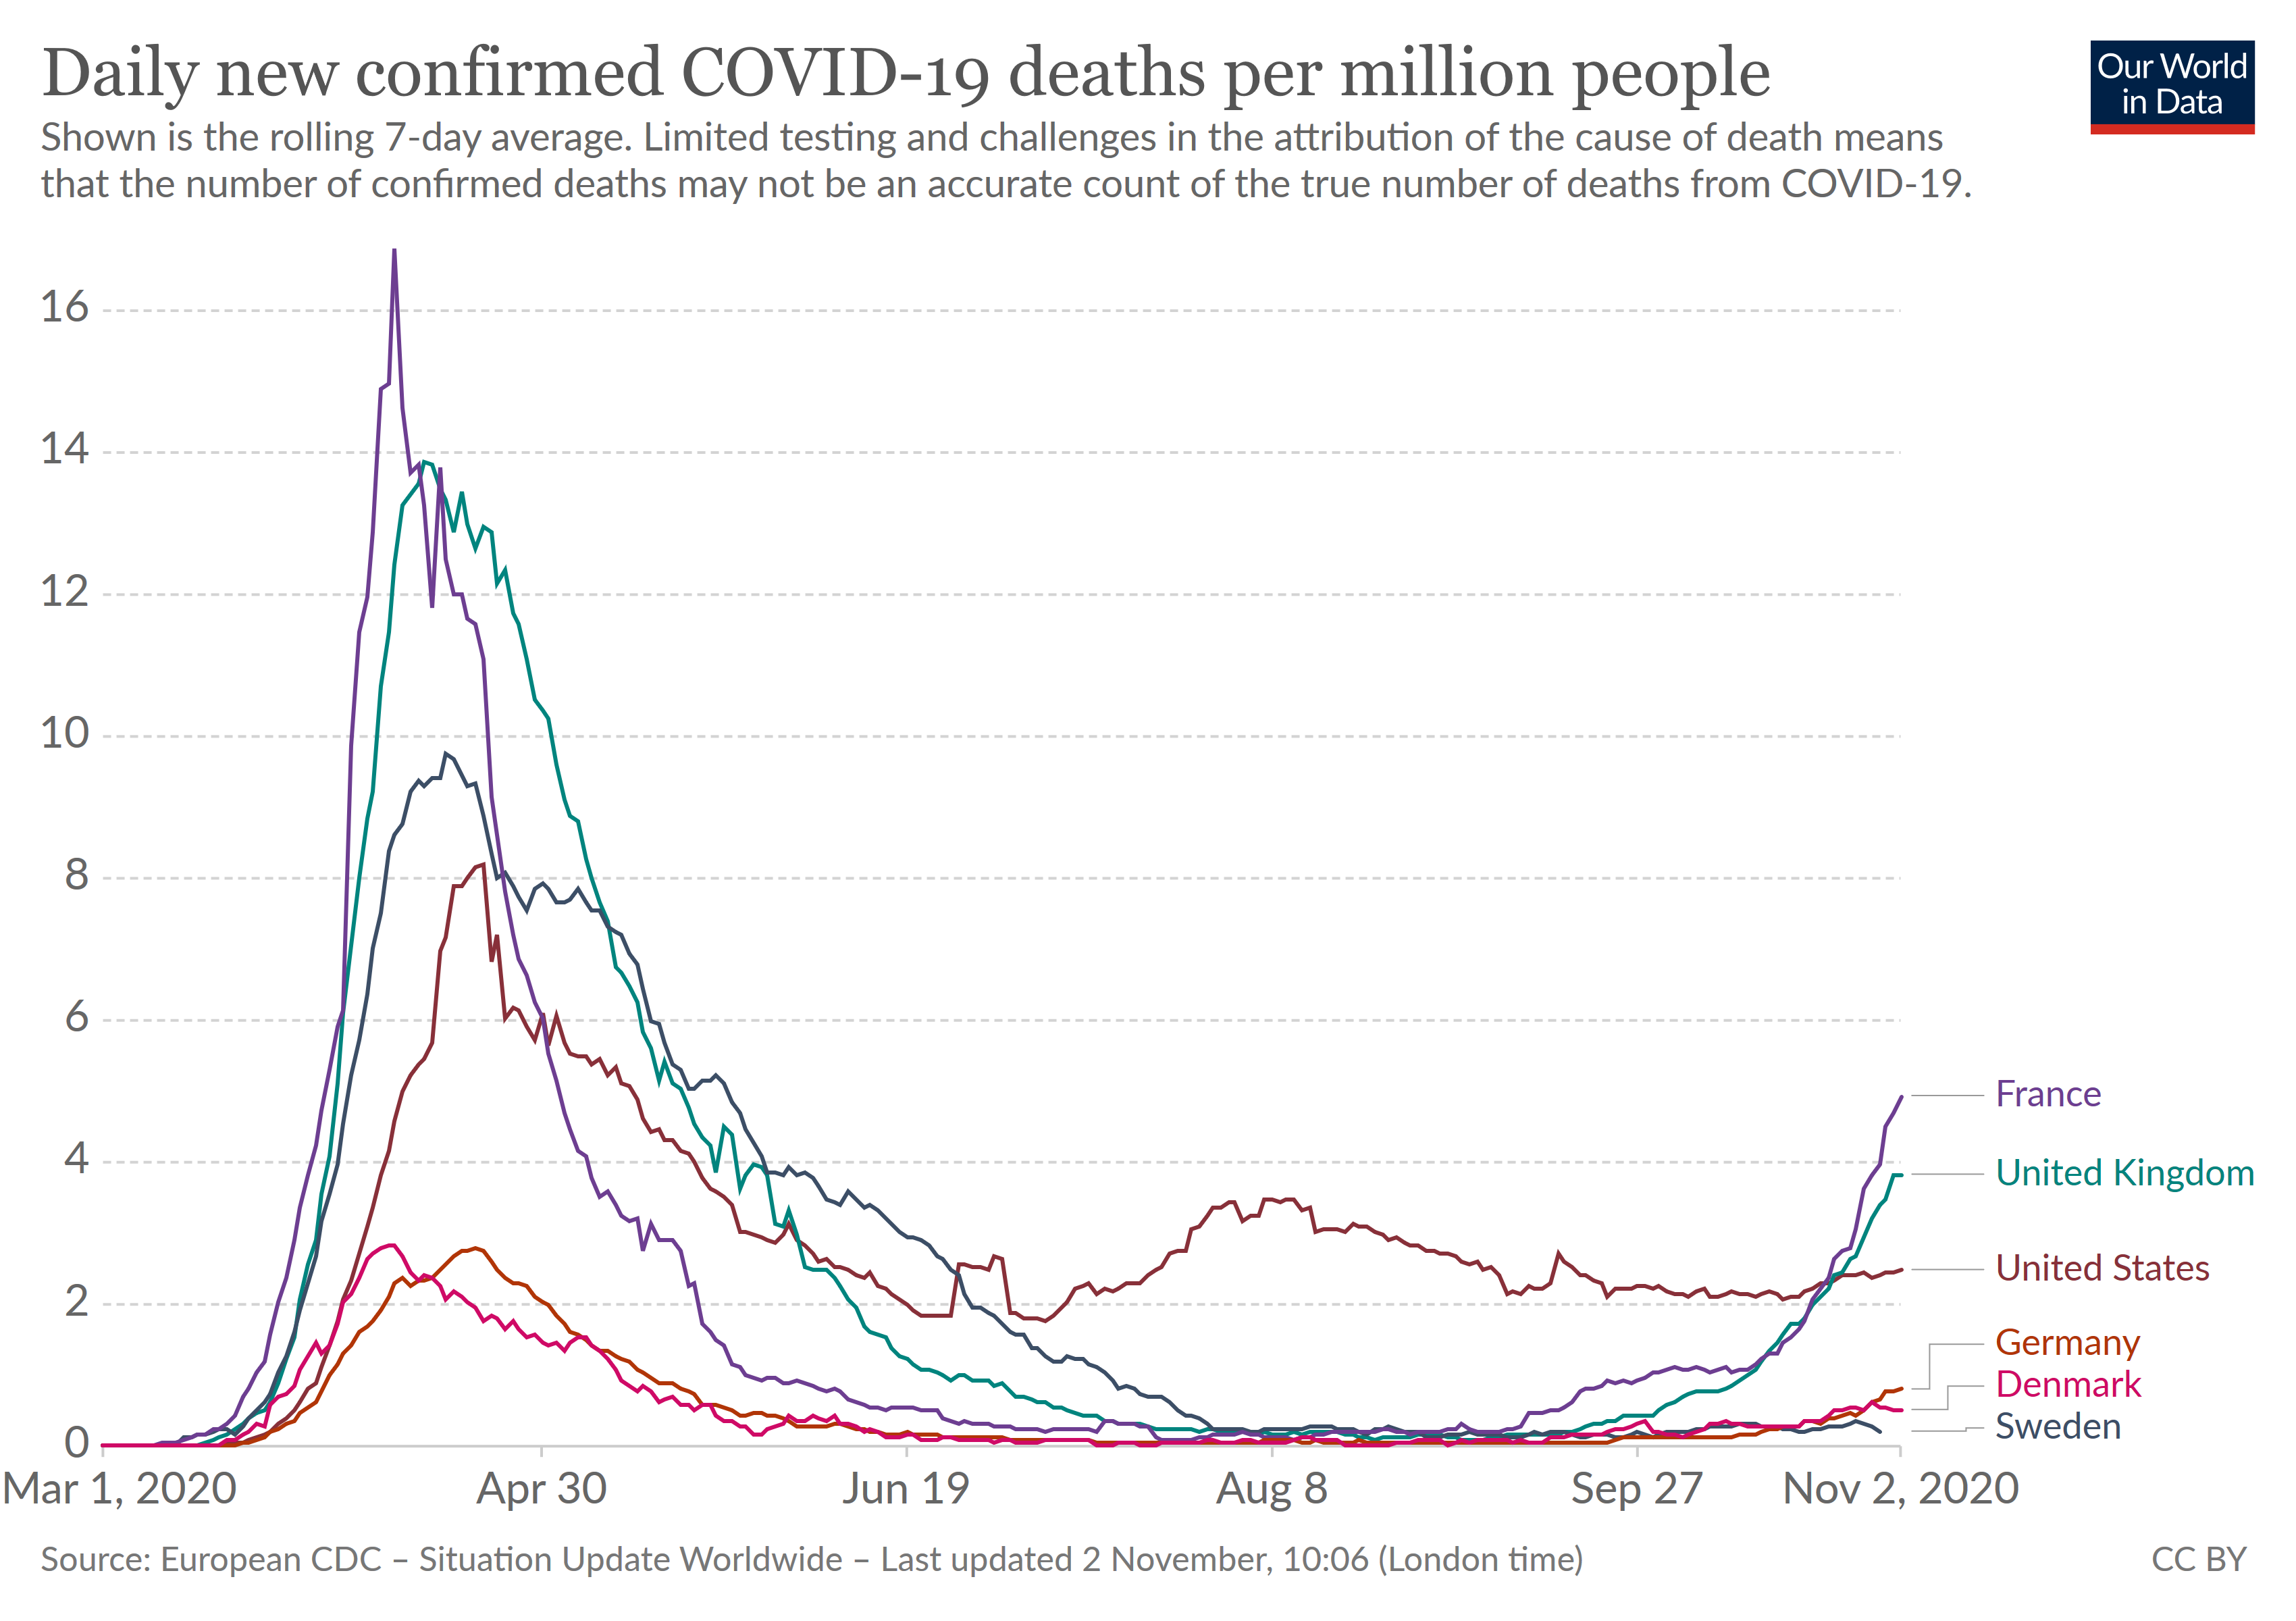 Daily new confirmed COVID-19 deaths per million people
Our World
in Data
Shown is the rolling 7-day average. Limited testing and challenges in the attribution of the cause of death means
that the number of confirmed deaths may not be an accurate count of the true number of deaths from COVID-19.
16
14
12
10
8
6
4
2
0
France
United Kingdom
United States
Germany
Denmark
Sweden
Mar 1, 2020
Apr 30
Jun 19
Aug 8
Sep 27
Nov 2, 2020
Source: European CDC – Situation Update Worldwide – Last updated 2 November, 10:06 (London time)
CC BY